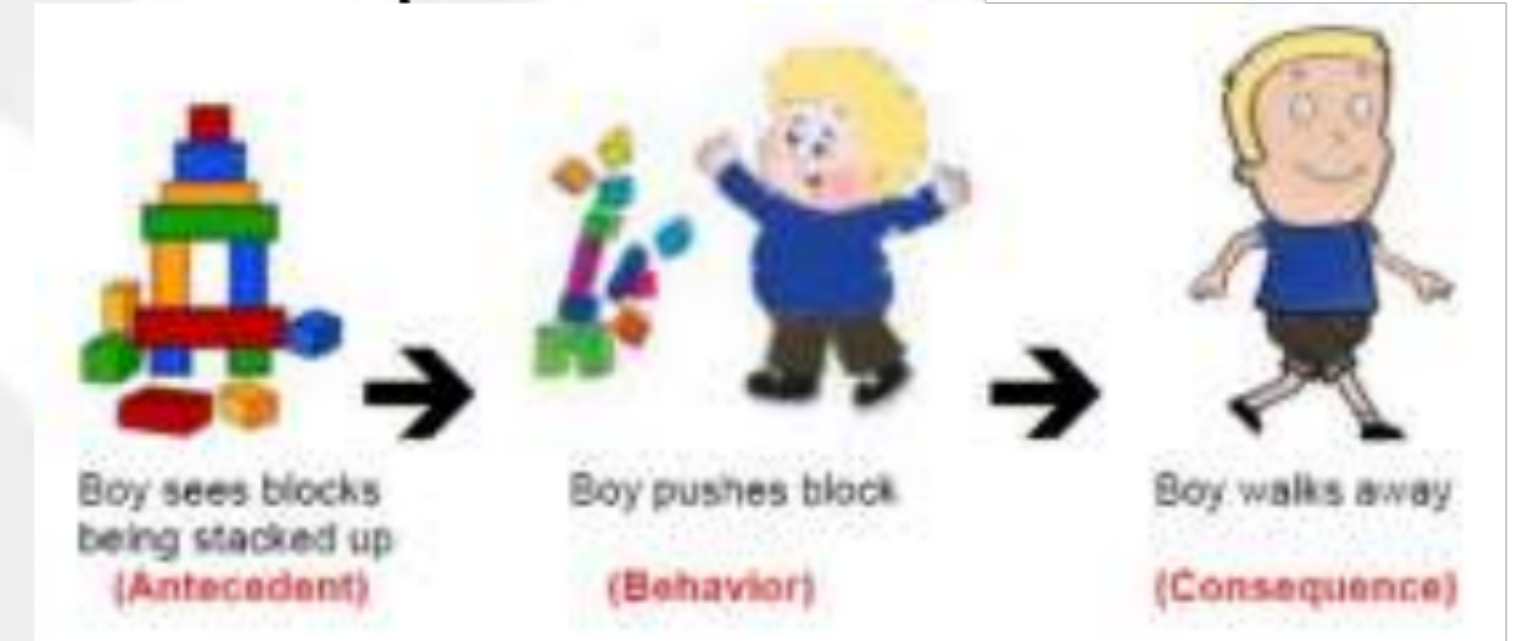 Boy sees blocks
being stacked up
(Antecedent)
Boy pushes block
(Behavior)
Boy walks away
(Consequence)